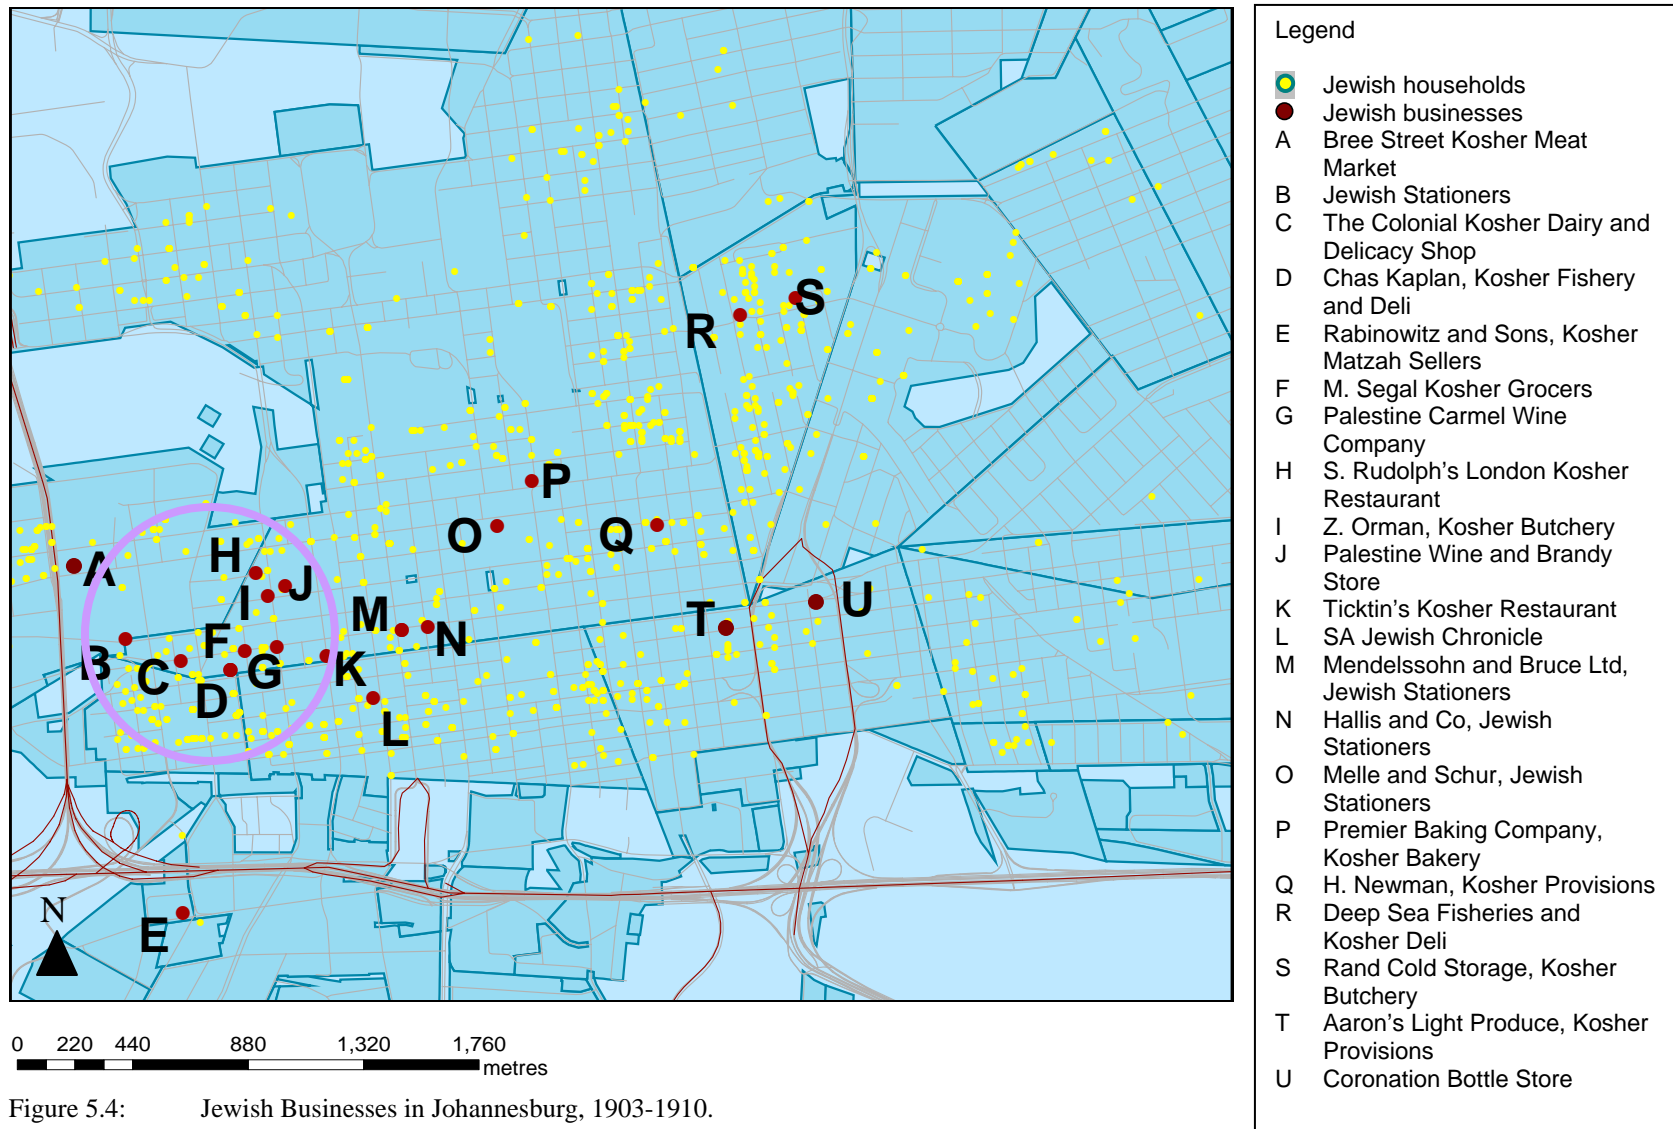 S
R
P
O
Q
H
A
J
I
U
M
T
F
N
B
C
G
K
D
L
E
N
0 220 440 880 1,320 1,760
metres
Figure 5.4: Jewish Businesses in Johannesburg, 1903-1910.
Legend
Jewish households
Jewish businesses
A Bree Street Kosher Meat
Market
B Jewish Stationers
C The Colonial Kosher Dairy and
Delicacy Shop
D Chas Kaplan, Kosher Fishery
and Deli
E Rabinowitz and Sons, Kosher
Matzah Sellers
F M. Segal Kosher Grocers
G Palestine Carmel Wine
Company
H S. Rudolph's London Kosher
Restaurant
I Z. Orman, Kosher Butchery
J Palestine Wine and Brandy
Store
K Ticktin's Kosher Restaurant
L SA Jewish Chronicle
M Mendelssohn and Bruce Ltd,
Jewish Stationers
N Hallis and Co, Jewish
Stationers
O Melle and Schur, Jewish
Stationers
P Premier Baking Company,
Kosher Bakery
Q H. Newman, Kosher Provisions
R Deep Sea Fisheries and
Kosher Deli
S Rand Cold Storage, Kosher
Butchery
T Aaron's Light Produce, Kosher
Provisions
U Coronation Bottle Store